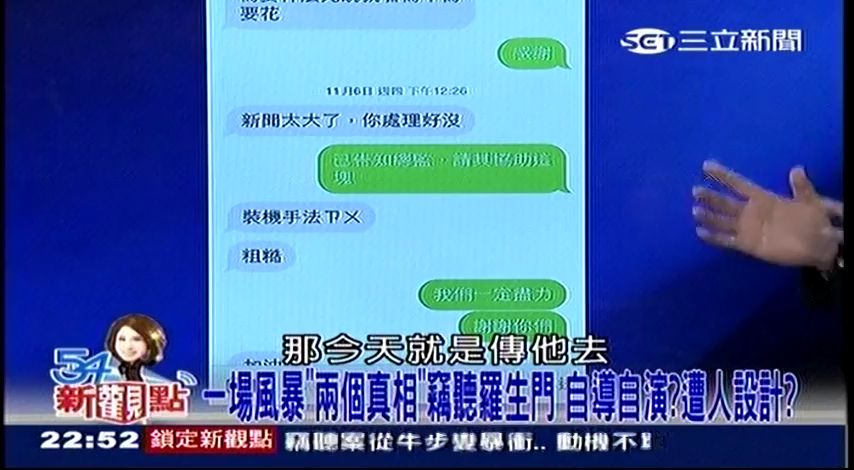 要花
感謝
SET三立新聞
11月6日 週四 下午12:26
新聞太大了，你處理好沒
已告知總監，請其協助這
塊
裝機手法ㄗㄨ
粗糙
我們一定盡力
謝謝你們
那今天就是傳他去
54
新觀點
一場風暴"兩個真相"竊聽羅生門 自導自演?遭人設計?
22:52 鎖定新觀點 竊聽案從牛步變暴衝.. 動機不